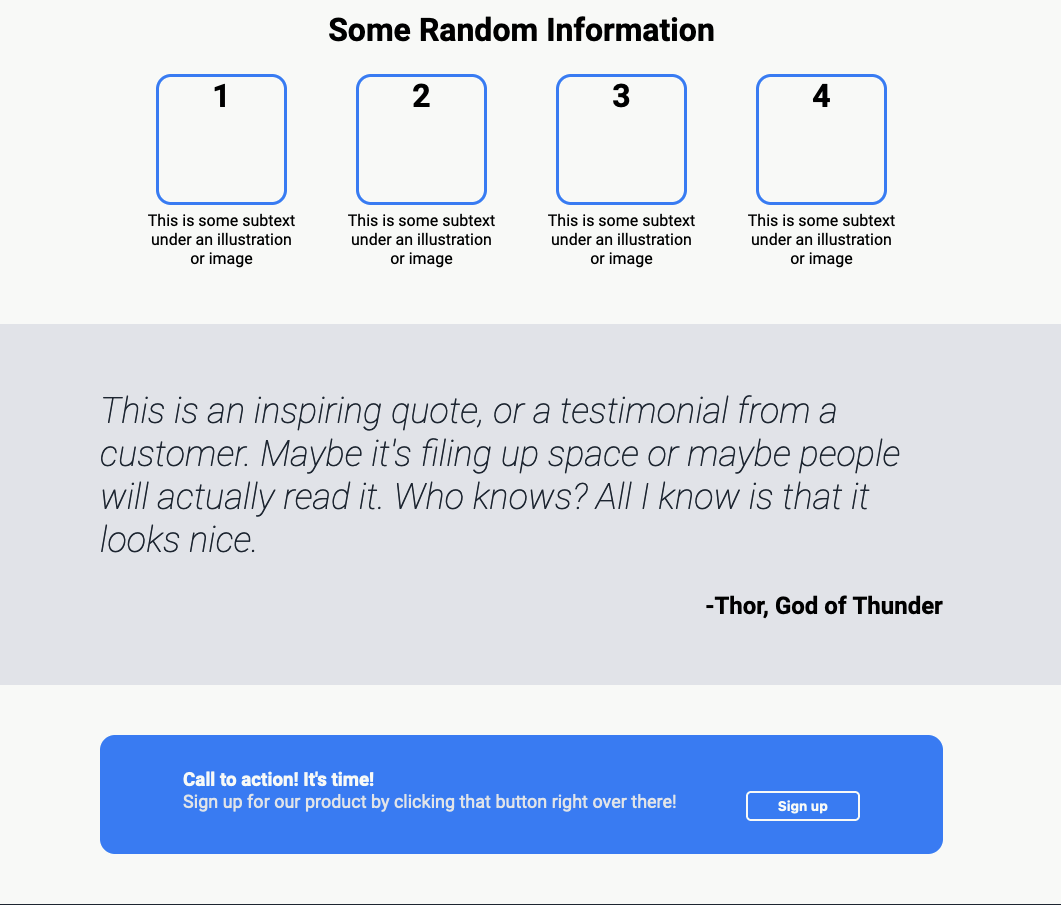 Some Random Information
1 2 3 4
This is some subtext This is some subtext This is some subtext This is some subtext
under an illustration under an illustration under an illustration under an illustration
or image or image or image or image
This is an inspiring quote, or a testimonial from a
customer. Maybe it's filing up space or maybe people
will actually read it. Who knows? All I know is that it
looks nice.
-Thor, God of Thunder
Call to action! It's time!
Sign up for our product by clicking that button right over there!
Sign up